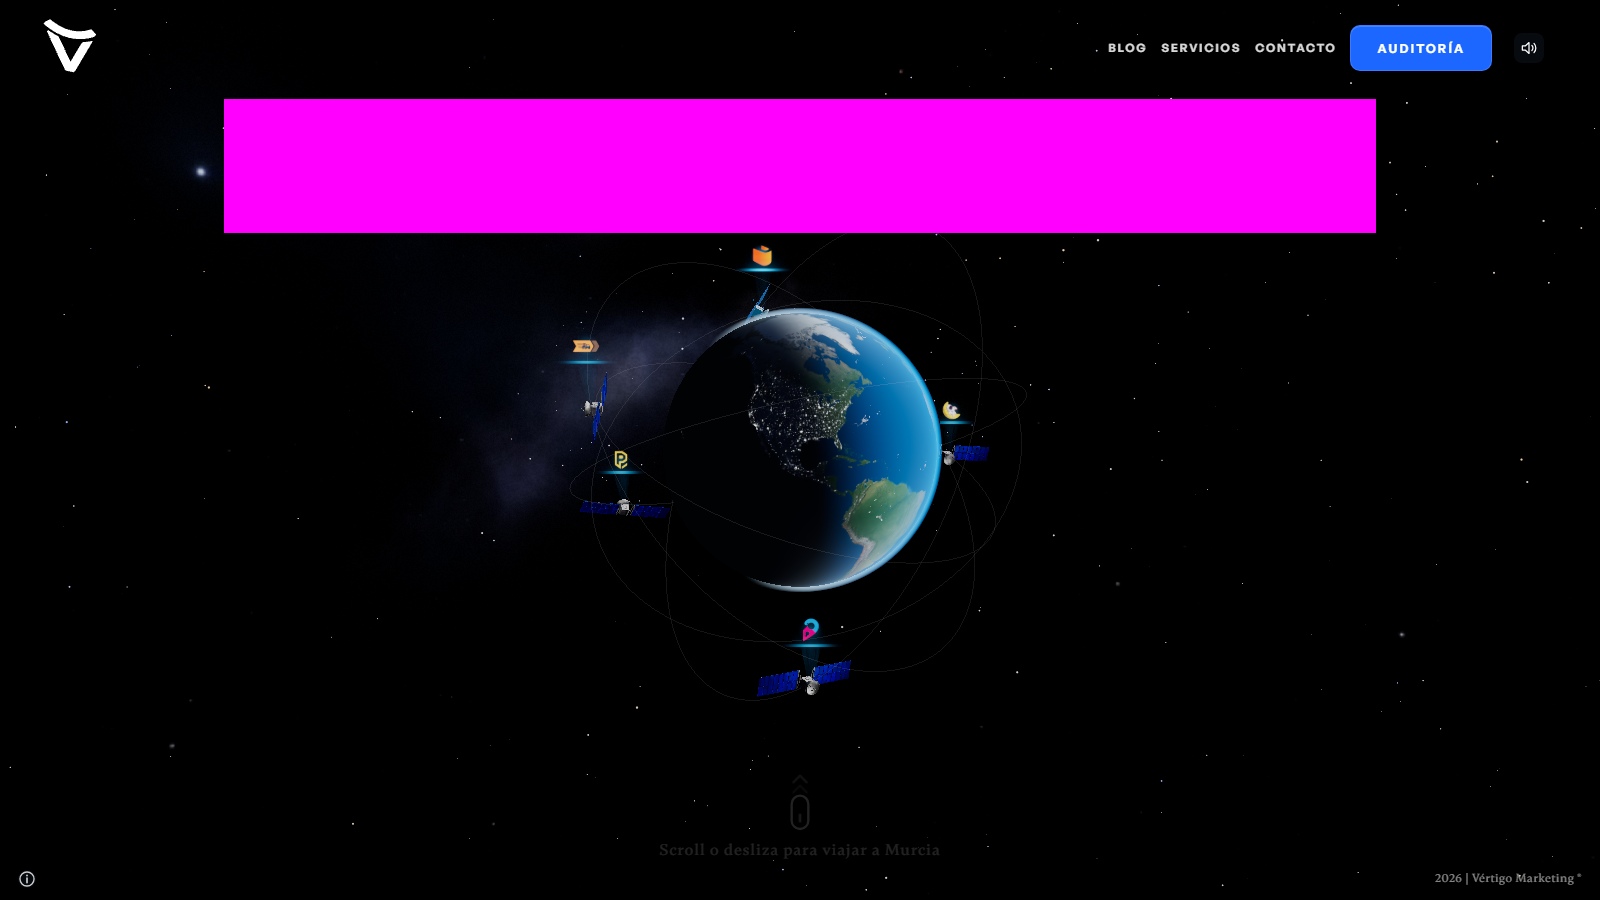 BLOG SERVICIOS CONTACTO AUDITORÍA
Scroll o desliza para viajar a Murcia
2026 | Vértigo Marketing ®